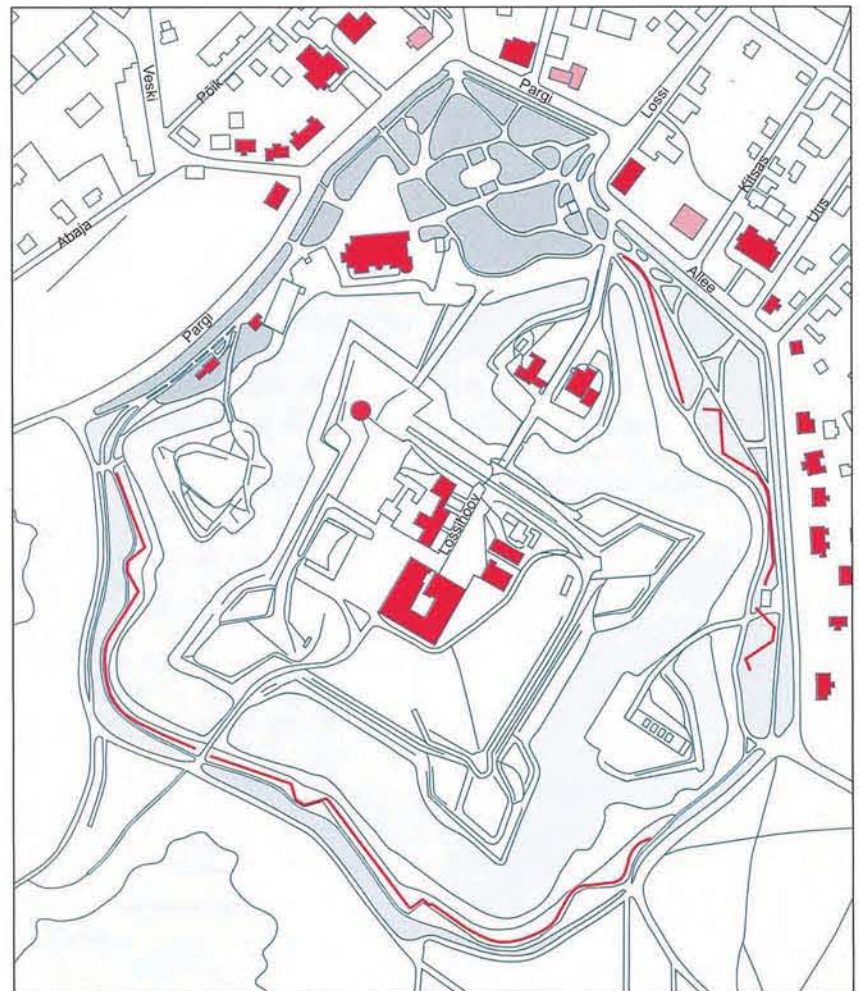 Veski
Põik
Pargi
Lossi
Kitsas
Uus
Abaja
Allee
Pargi
Lossihoov